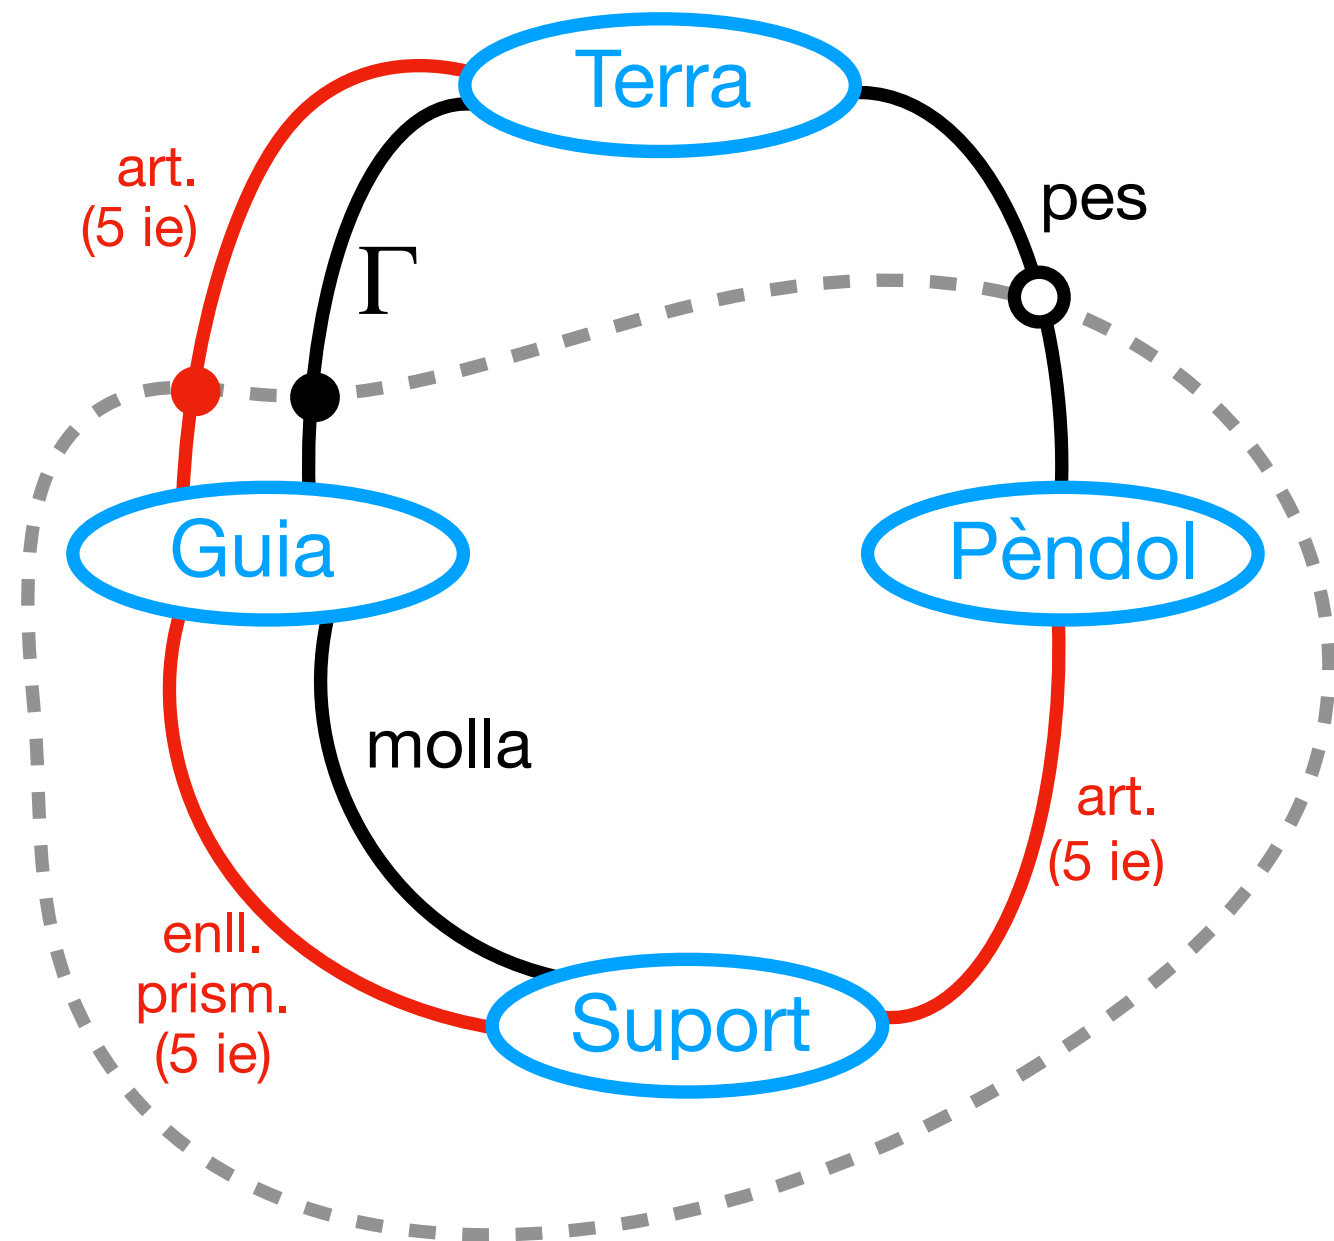 Terra
art.
(5 ie)
pes
Γ
Guia
Pèndol
molla
art.
(5 ie)
enll.
prism.
(5 ie)
Suport